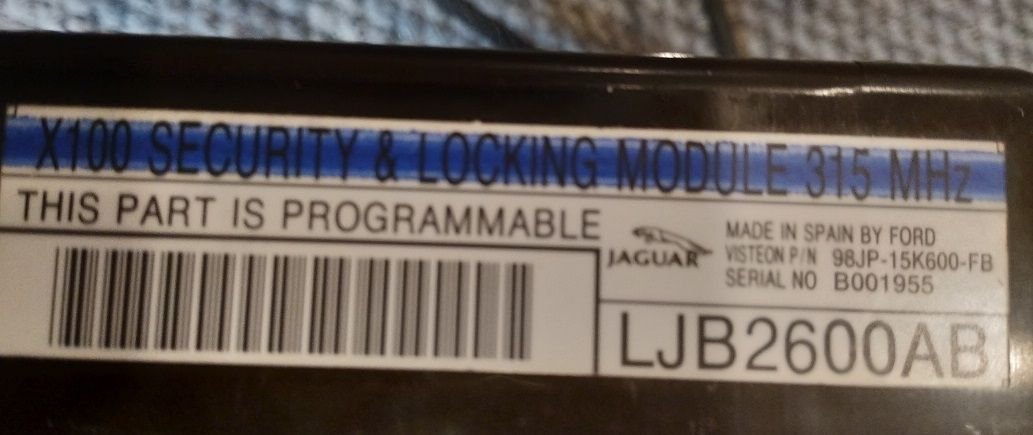 X100 SECURITY & LOCKING MODULE 315 MHz
THIS PART IS PROGRAMMABLE
JAGUAR
MADE IN SPAIN BY FORD
VISTEON P/N 98JP-15K600-FB
SERIAL NO B001955
LJB2600AB